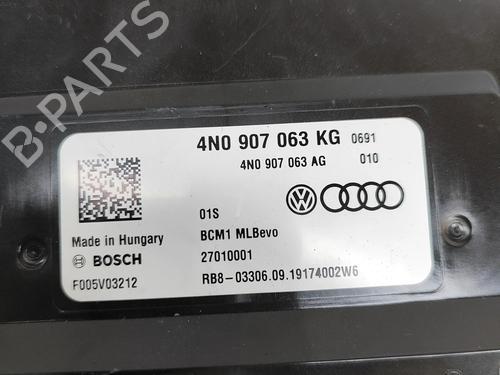 B-PARTS
4N0 907 063 KG 0691
4N0 907 063 AG 010
01S
Made in Hungary BCM1 MLBevo
BOSCH 27010001
F005V03212 RB8-03306.09.19174002W6